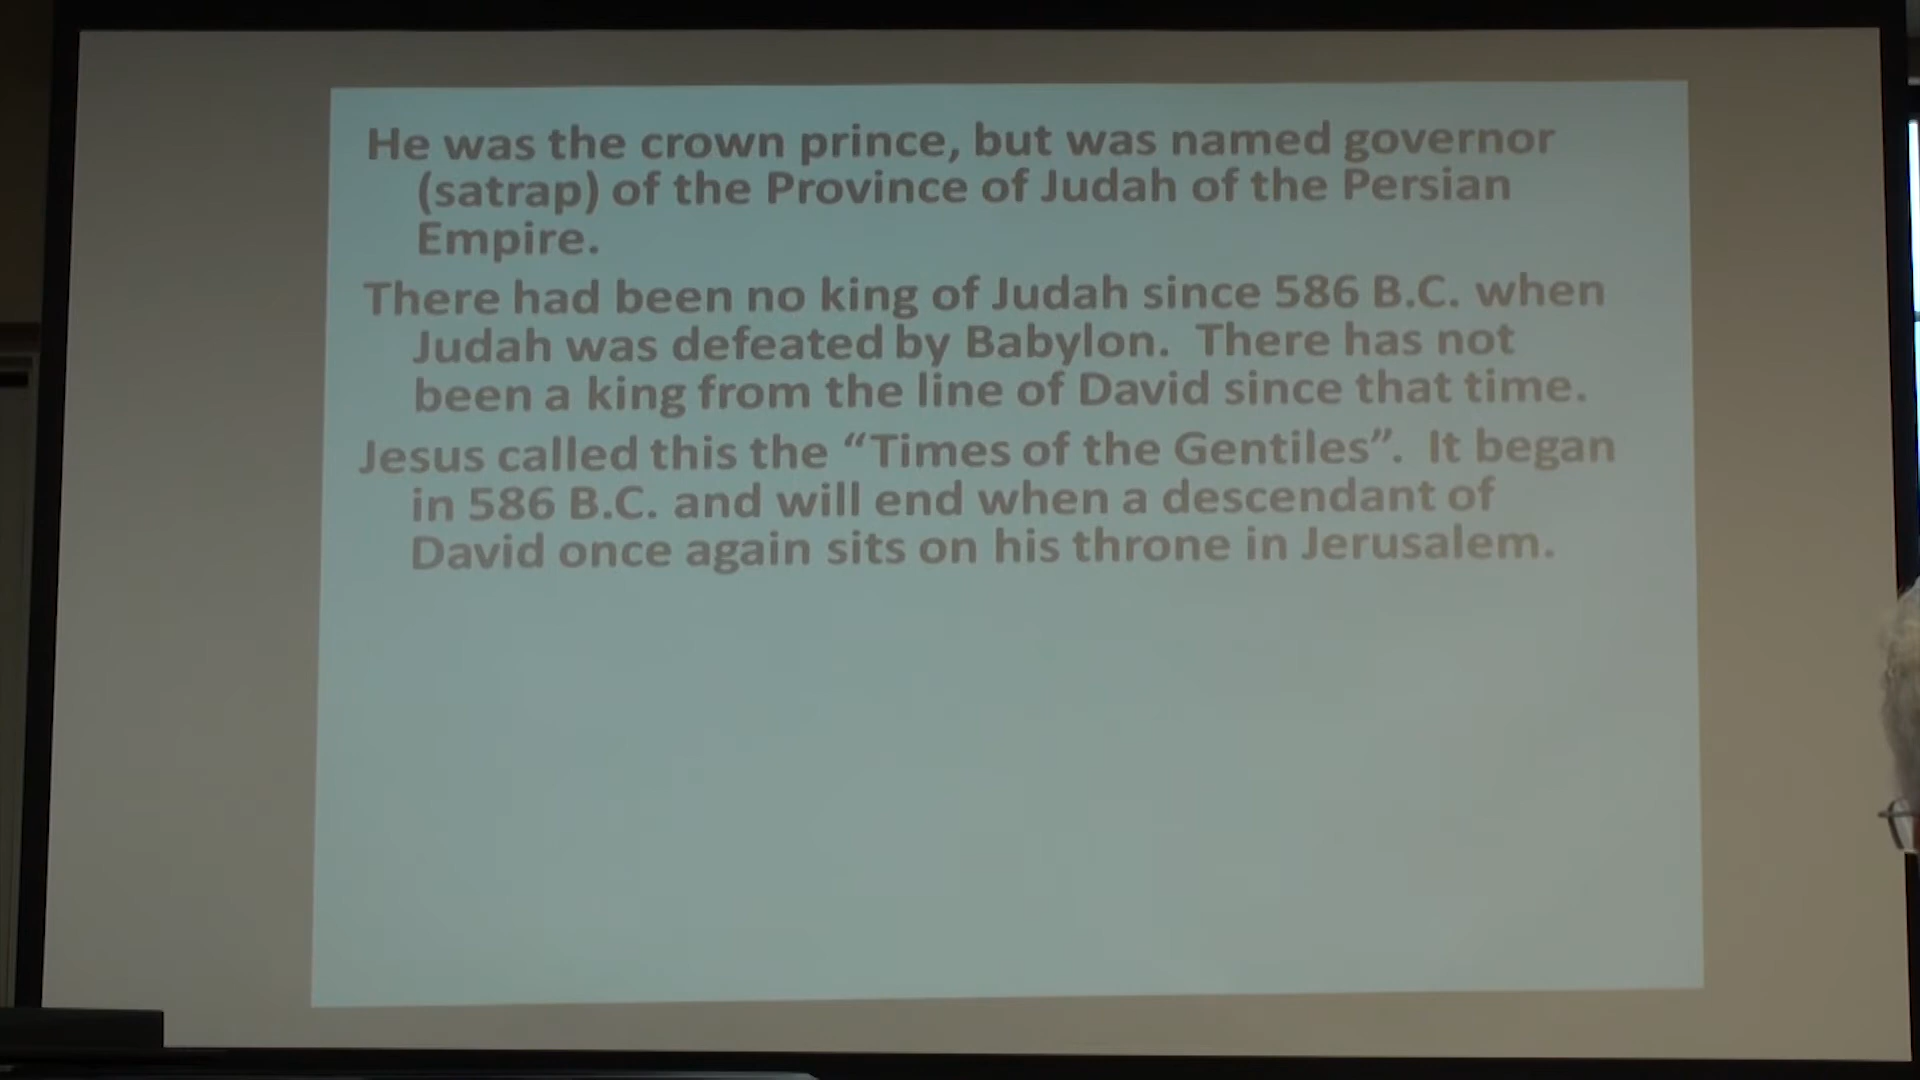 He was the crown prince, but was named governor
(satrap) of the Province of Judah of the Persian
Empire.
There had been no king of Judah since 586 B.C. when
Judah was defeated by Babylon.  There has not
been a king from the line of David since that time.
Jesus called this the “Times of the Gentiles”.  It began
in 586 B.C. and will end when a descendant of
David once again sits on his throne in Jerusalem.